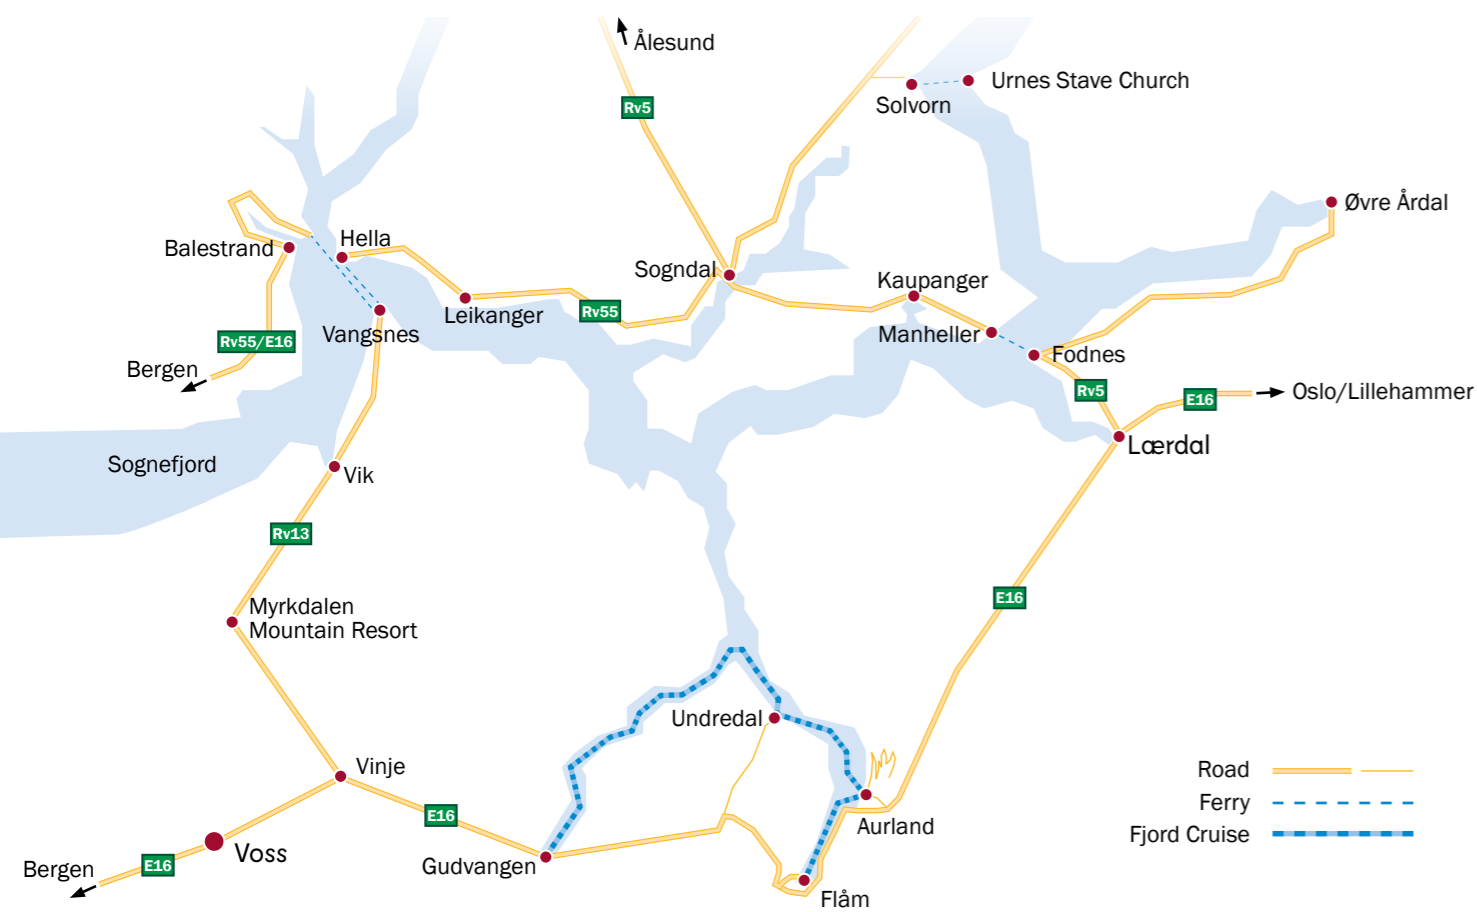 Ålesund
Urnes Stave Church
Rv5
Solvorn
Øvre Årdal
Balestrand
Hella
Sogndal
Kaupanger
Leikanger
Rv55
Vangsnes
Manheller
Rv55/E16
Fodnes
Bergen
Rv5
E16
Oslo/Lillehammer
Lærdal
Sognefjord
Vik
Rv13
E16
Myrkdalen
Mountain Resort
Undredal
Vinje
Road
Ferry
E16
Aurland
Fjord Cruise
Voss
Bergen
E16
Gudvangen
Flåm